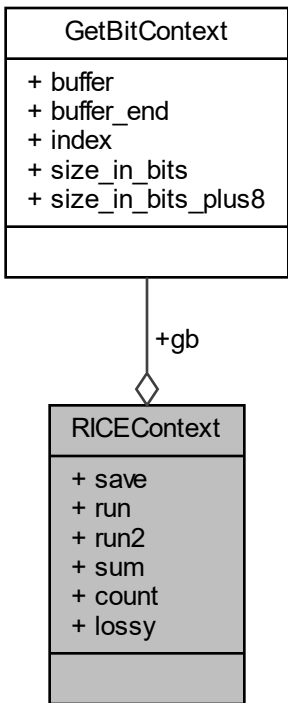 GetBitContext
+ buffer
+ buffer_end
+ index
+ size_in_bits
+ size_in_bits_plus8
+gb
RICEContext
+ save
+ run
+ run2
+ sum
+ count
+ lossy